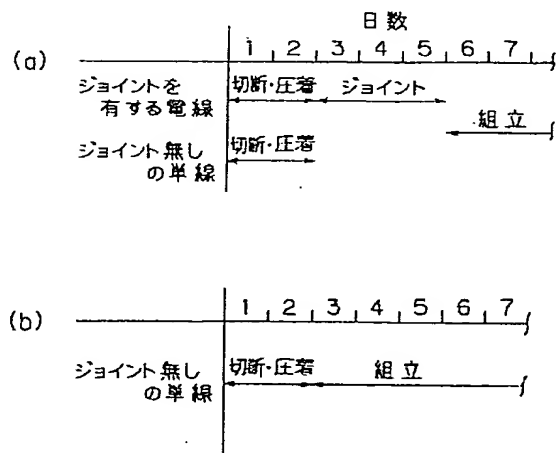 日数
(a)
1 2 3 4 5 6 7
ジョイントを
有する電線
切断・圧着 ジョイント
組立
ジョイント無し
の単線
切断・圧着
(b)
1 2 3 4 5 6 7
ジョイント無し
の単線
切断・圧着 組立